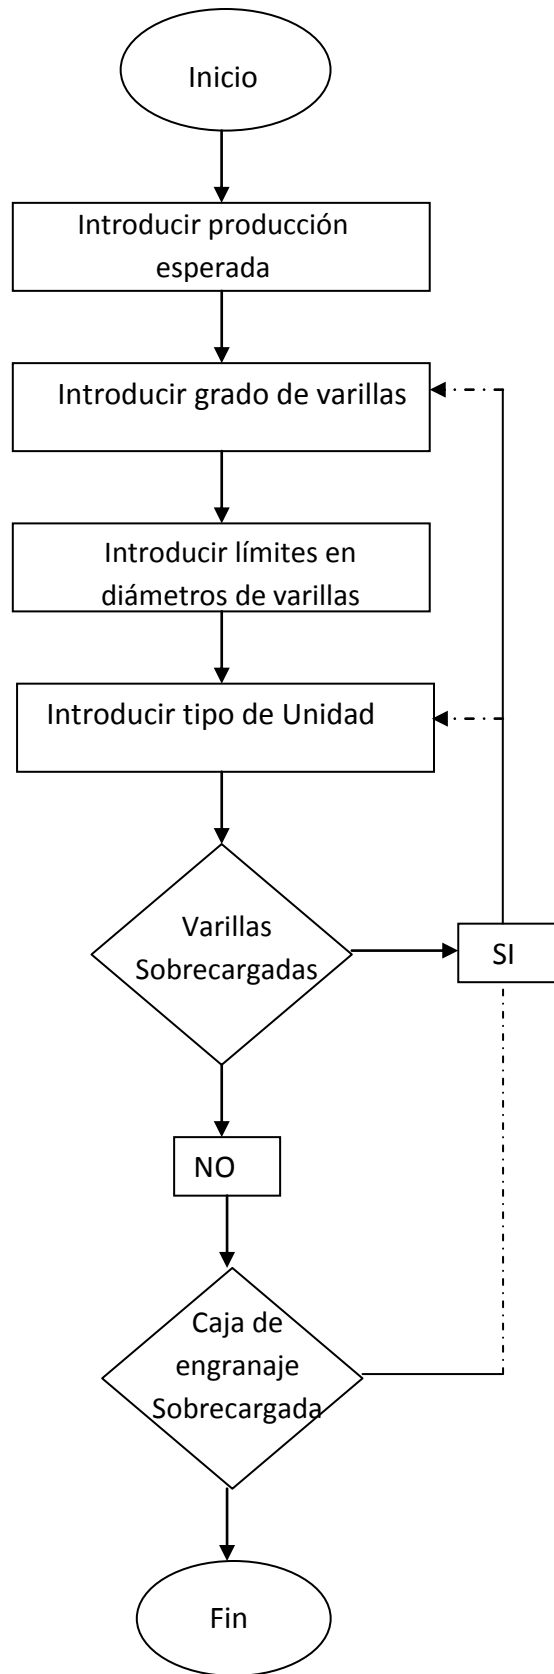 Inicio
Introducir producción
esperada
Introducir grado de varillas
Introducir límites en
diámetros de varillas
Introducir tipo de Unidad
Varillas
Sobrecargadas
SI
NO
Caja de
engranaje
Sobrecargada
Fin